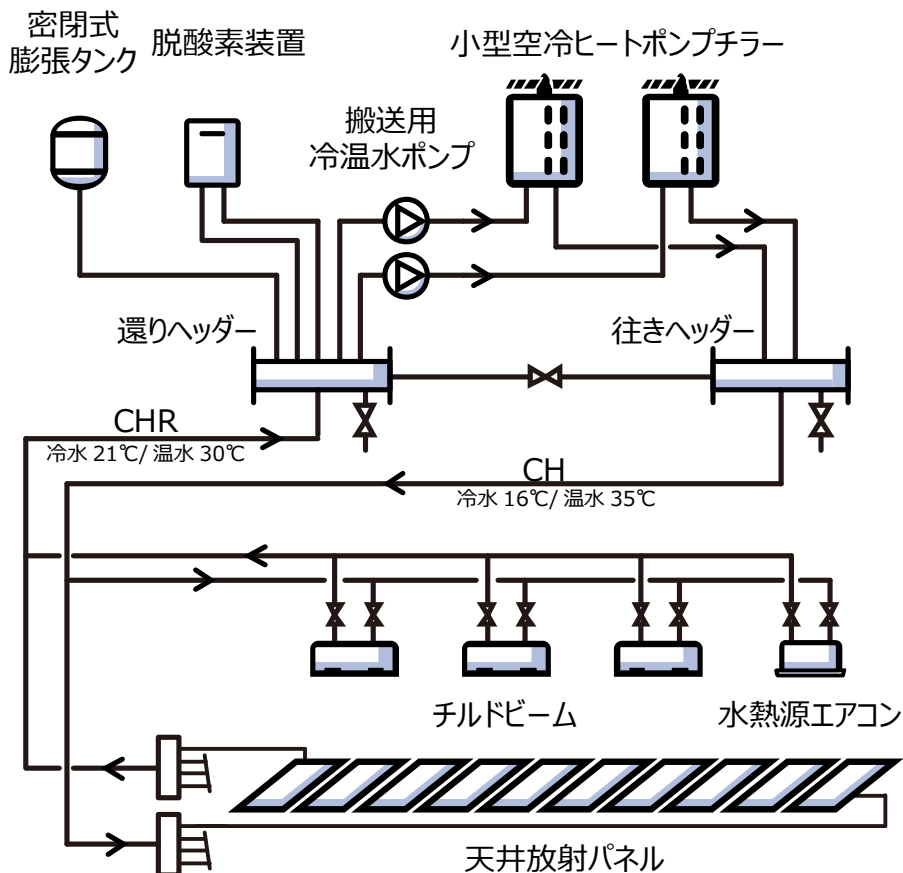 密閉式
膨張タンク
脱酸素装置
小型空冷ヒートポンプチラー
搬送用
冷温水ポンプ
還りヘッダー
往きヘッダー
CHR
冷水 21℃/ 温水 30℃
CH
冷水 16℃/ 温水 35℃
チルドビーム
水熱源エアコン
天井放射パネル